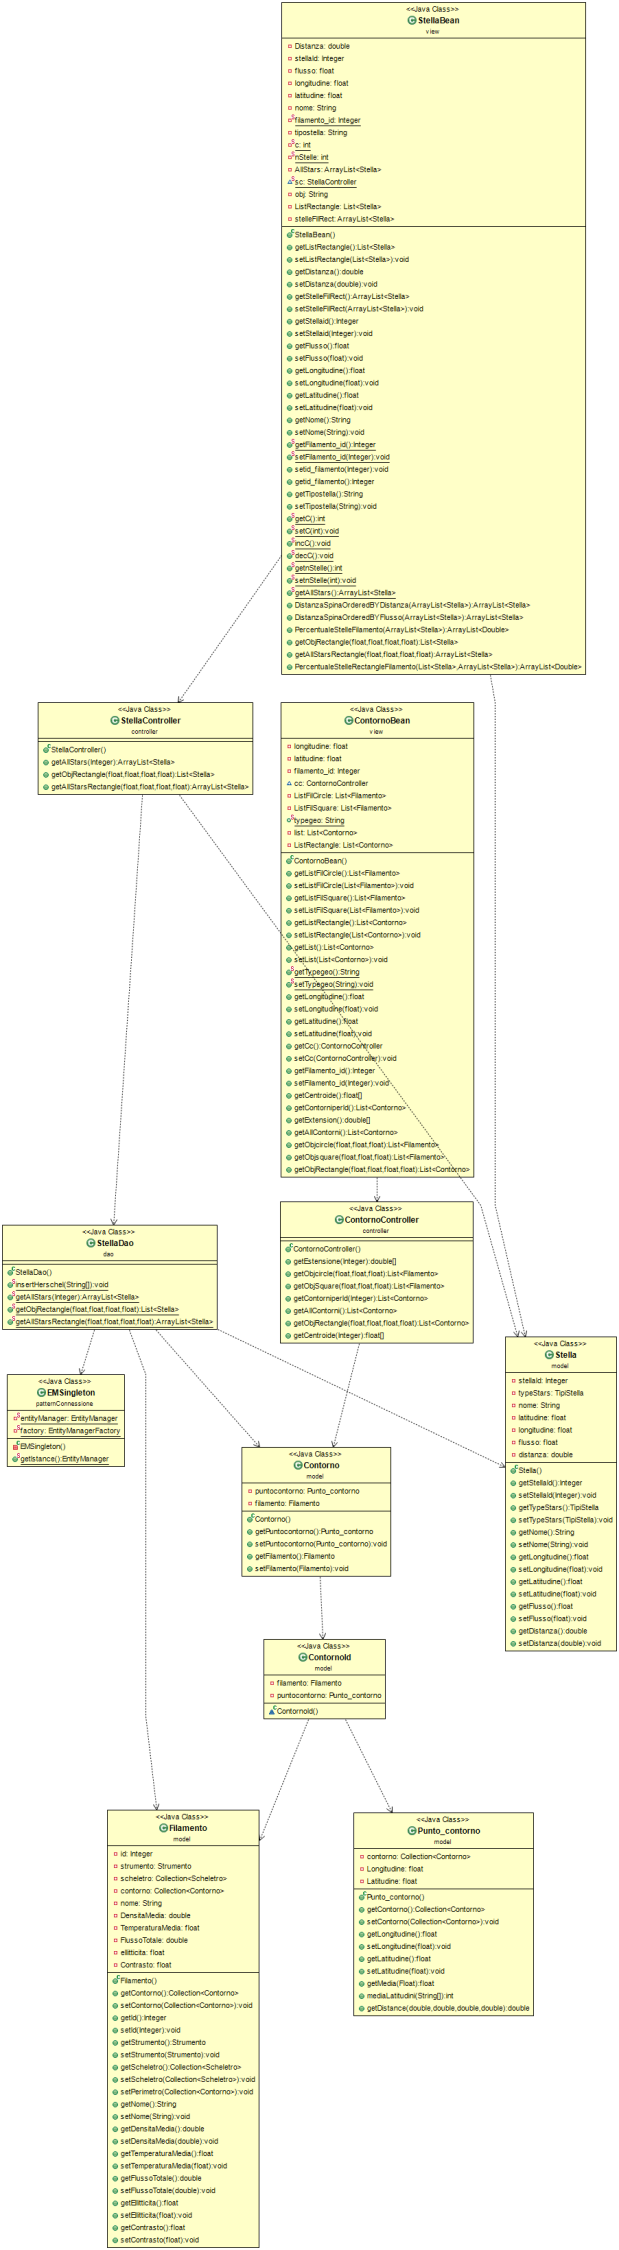 <<Java Class>>
StellaBean
view
Distanza: double
stellaId: Integer
flusso: float
longitudine: float
latitudine: float
nome: String
filamento_id: Integer
tipostella: String
c: int
nStelle: int
AllStars: ArrayList<Stella>
sc: StellaController
obj: String
ListRectangle: List<Stella>
stelleFilRect: ArrayList<Stella>
StellaBean()
getListRectangle():List<Stella>
setListRectangle(List<Stella>):void
getDistanza():double
setDistanza(double):void
getStelleFilRect():ArrayList<Stella>
setStelleFilRect(ArrayList<Stella>):void
getStellaid():Integer
setStellaid(Integer):void
getFlusso():float
setFlusso(float):void
getLongitudine():float
setLongitudine(float):void
getLatitudine():float
setLatitudine(float):void
getNome():String
setNome(String):void
getFilamento_id():Integer
setFilamento_id(Integer):void
setid_filamento(Integer):void
getid_filamento():Integer
getTipostella():String
setTipostella(String):void
getC():int
setC(int):void
incC():void
decC():void
getnStelle():int
setnStelle(int):void
getAllStars():ArrayList<Stella>
DistanzaSpinaOrderedBYDistanza(ArrayList<Stella>):ArrayList<Stella>
DistanzaSpinaOrderedBYFlusso(ArrayList<Stella>):ArrayList<Stella>
PercentualeStelleFilamento(ArrayList<Stella>):ArrayList<Double>
getObjRectangle(float,float,float,float):List<Stella>
getAllStarsRectangle(float,float,float,float):ArrayList<Stella>
PercentualeStelleRectangleFilamento(List<Stella>,ArrayList<Stella>):ArrayList<Double>
<<Java Class>>
StellaController
controller
StellaController()
getAllStars(Integer):ArrayList<Stella>
getObjRectangle(float,float,float,float):List<Stella>
getAllStarsRectangle(float,float,float,float):ArrayList<Stella>
<<Java Class>>
ContornoBean
view
longitudine: float
latitudine: float
filamento_id: Integer
cc: ContornoController
ListFilCircle: List<Filamento>
ListFilSquare: List<Filamento>
typegeo: String
list: List<Contorno>
ListRectangle: List<Contorno>
ContornoBean()
getListFilCircle():List<Filamento>
setListFilCircle(List<Filamento>):void
getListFilSquare():List<Filamento>
setListFilSquare(List<Filamento>):void
getListRectangle():List<Contorno>
setListRectangle(List<Contorno>):void
getList():List<Contorno>
setList(List<Contorno>):void
getTypegeo():String
setTypegeo(String):void
getLongitudine():float
setLongitudine(float):void
getLatitudine():float
setLatitudine(float):void
getCc():ContornoController
setCc(ContornoController):void
getFilamento_id():Integer
setFilamento_id(Integer):void
getCentroide():float[]
getContorniperId():List<Contorno>
getExtension():double[]
getAllContorni():List<Contorno>
getObjcircle(float,float,float):List<Filamento>
getObjsquare(float,float,float):List<Filamento>
getObjRectangle(float,float,float,float):List<Contorno>
<<Java Class>>
ContornoController
controller
ContornoController()
getEstensione(Integer):double[]
getObjcircle(float,float,float):List<Filamento>
getObjSquare(float,float,float):List<Filamento>
getContorniperId(Integer):List<Contorno>
getAllContorni():List<Contorno>
getObjRectangle(float,float,float,float):List<Contorno>
getCentroide(Integer):float[]
<<Java Class>>
StellaDao
dao
StellaDao()
insertHerschel(String[]):void
getAllStars(Integer):ArrayList<Stella>
getObjRectangle(float,float,float,float):List<Stella>
getAllStarsRectangle(float,float,float,float):ArrayList<Stella>
<<Java Class>>
Stella
model
stellaId: Integer
typeStars: TipiStella
nome: String
latitudine: float
longitudine: float
flusso: float
distanza: double
Stella()
getStellaId():Integer
setStellaId(Integer):void
getTypeStars():TipiStella
setTypeStars(TipiStella):void
getNome():String
setNome(String):void
getLongitudine():float
setLongitudine(float):void
getLatitudine():float
setLatitudine(float):void
getFlusso():float
setFlusso(float):void
getDistanza():double
setDistanza(double):void
<<Java Class>>
EMSingleton
patternConnessione
entityManager: EntityManager
factory: EntityManagerFactory
EMSingleton()
getIstance():EntityManager
<<Java Class>>
Contorno
model
puntocontorno: Punto_contorno
filamento: Filamento
Contorno()
getPuntocontorno():Punto_contorno
setPuntocontorno(Punto_contorno):void
getFilamento():Filamento
setFilamento(Filamento):void
<<Java Class>>
ContornoId
model
filamento: Filamento
puntocontorno: Punto_contorno
ContornoId()
<<Java Class>>
Filamento
model
id: Integer
strumento: Strumento
scheletro: Collection<Scheletro>
contorno: Collection<Contorno>
nome: String
DensitaMedia: double
TemperaturaMedia: float
FlussoTotale: double
ellitticita: float
Contrasto: float
Filamento()
getContorno():Collection<Contorno>
setContorno(Collection<Contorno>):void
getId():Integer
setId(Integer):void
getStrumento():Strumento
setStrumento(Strumento):void
getScheletro():Collection<Scheletro>
setScheletro(Collection<Scheletro>):void
setPerimetro(Collection<Contorno>):void
getNome():String
setNome(String):void
getDensitaMedia():double
setDensitaMedia(double):void
getTemperaturaMedia():float
setTemperaturaMedia(float):void
getFlussoTotale():double
setFlussoTotale(double):void
getEllitticita():float
setEllitticita(float):void
getContrasto():float
setContrasto(float):void
<<Java Class>>
Punto_contorno
model
contorno: Collection<Contorno>
Longitudine: float
Latitudine: float
Punto_contorno()
getContorno():Collection<Contorno>
setContorno(Collection<Contorno>):void
getLongitudine():float
setLongitudine(float):void
getLatitudine():float
setLatitudine(float):void
getMedia(Float):float
mediaLatitudini(String[]):int
getDistance(double,double,double,double):double